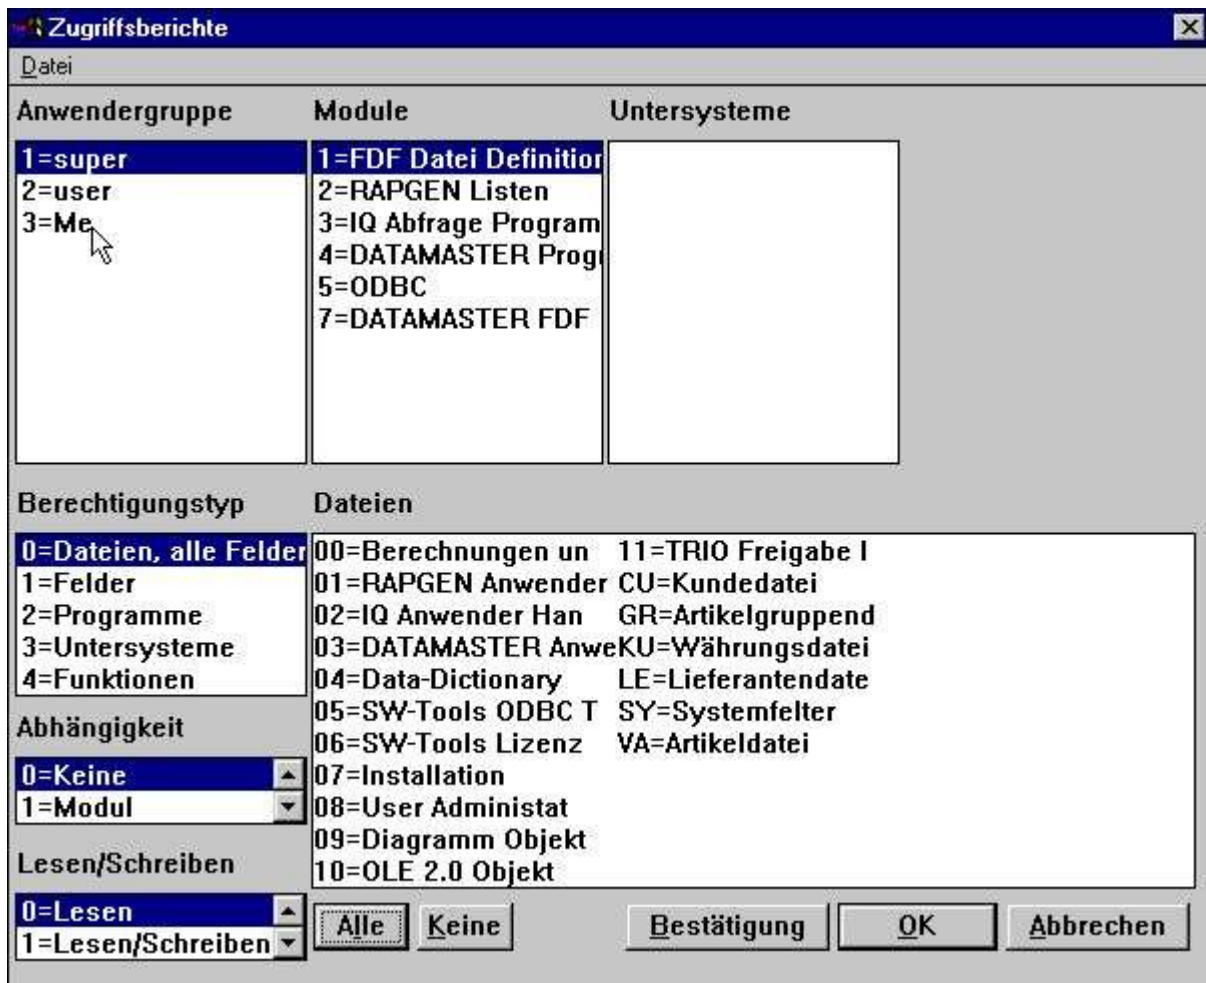 Zugriffsberichte
Datei
Anwendergruppe
1=super
2=user
3=Me
Module
1=FDF Datei Definition
2=RAPGEN Listen
3=IQ Abfrage Program
4=DATAMASTER Progr
5=ODBC
7=DATAMASTER FDF
Untersysteme
Berechtigungstyp
0=Dateien, alle Felder
1=Felder
2=Programme
3=Untersysteme
4=Funktionen
Abhängigkeit
0=Keine
1=Modul
Lesen/Schreiben
0=Lesen
1=Lesen/Schreiben
Dateien
00=Berechnungen un
01=RAPGEN Anwender
02=IQ Anwender Han
03=DATAMASTER Anwe
04=Data-Dictionary
05=SW-Tools ODBC T
06=SW-Tools Lizenz
07=Installation
08=User Administat
09=Diagramm Objekt
10=OLE 2.0 Objekt
11=TRIO Freigabe I
CU=Kundedatei
GR=Artikelgruppend
KU=Währungsdatei
LE=Lieferantendate
SY=Systemfelter
VA=Artikeldatei
Alle
Keine
Bestätigung
OK
Abbrechen